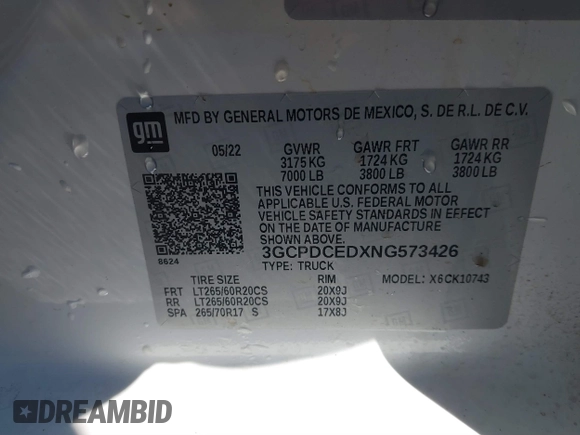 gm
MFD BY GENERAL MOTORS DE MEXICO, S. DE R.L. DE C.V.
05/22 GVWR GAWR FRT GAWR RR
3175 KG 1724 KG 1724 KG
7000 LB 3800 LB 3800 LB
THIS VEHICLE CONFORMS TO ALL
APPLICABLE U.S. FEDERAL MOTOR
VEHICLE SAFETY STANDARDS IN EFFECT
ON THE DATE OF MANUFACTURE
SHOWN ABOVE.
8624
3GCPDCEDXNG573426
TYPE: TRUCK MODEL: X6CK10743
TIRE SIZE RIM
FRT LT265/60R20CS 20X9J
RR LT265/60R20CS 20X9J
SPA 265/70R17 S 17X8J
DREAMBID